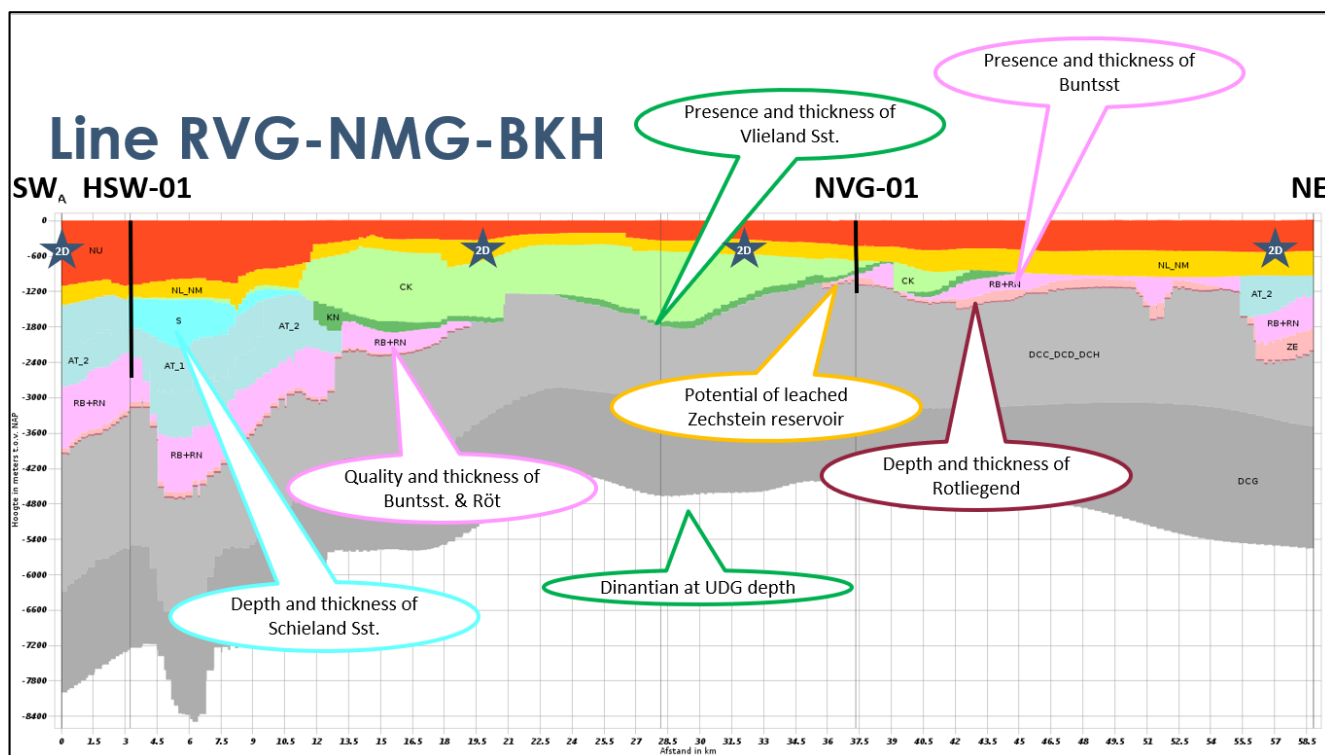 Line RVG-NMG-BKH
Presence and thickness of
Vlieland Sst.
Presence and thickness of
Buntsst
SW HSW-01
NVG-01
NE
A
2D
2D
2D
2D
NU
NL_NM
NL_NM
S
AT_2
AT_2
AT_1
AT_2
RB+RN
RB+RN
RB+RN
RB+RN
RB+RN
KN
CK
CK
ZE
DCC_DCD_DCH
DCG
Potential of leached
Zechstein reservoir
Quality and thickness of
Buntsst. & Röt
Depth and thickness of
Rotliegend
Dinantian at UDG depth
Depth and thickness of
Schieland Sst.
Hoogte in meters t.o.v. NAP
0
-600
-1200
-1800
-2400
-3000
-3600
-4200
-4800
-5400
-6000
-6600
-7200
-7800
-8400
0 1.5 3 4.5 6 7.5 9 10.5 12 13.5 15 16.5 18 19.5 21 22.5 24 25.5 27 28.5 30 31.5 33 34.5 36 37.5 39 40.5 42 43.5 45 46.5 48 49.5 51 52.5 54 55.5 57 58.5
Afstand in km